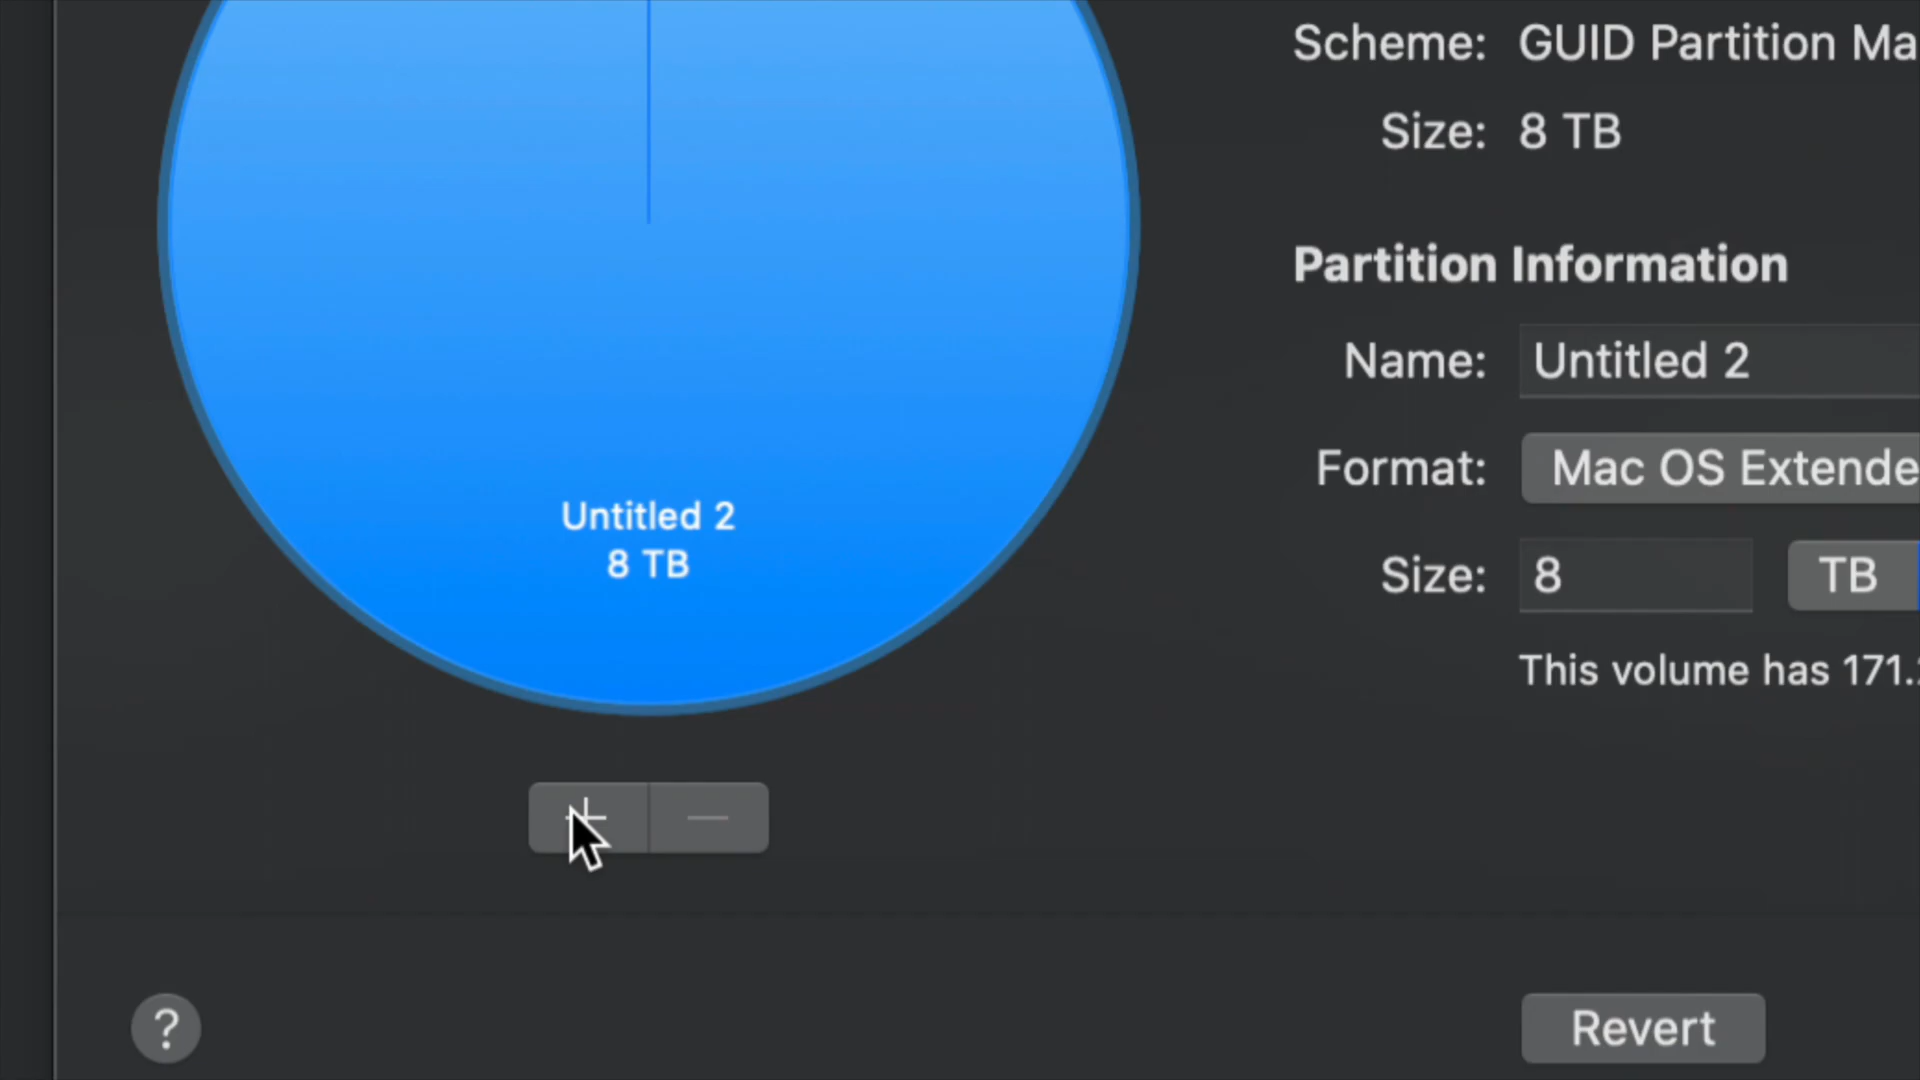 Scheme: GUID Partition Ma
Size: 8 TB
Partition Information
Name: Untitled 2
Format: Mac OS Extende
Untitled 2
8 TB
Size: 8 TB
This volume has 171.
?
Revert